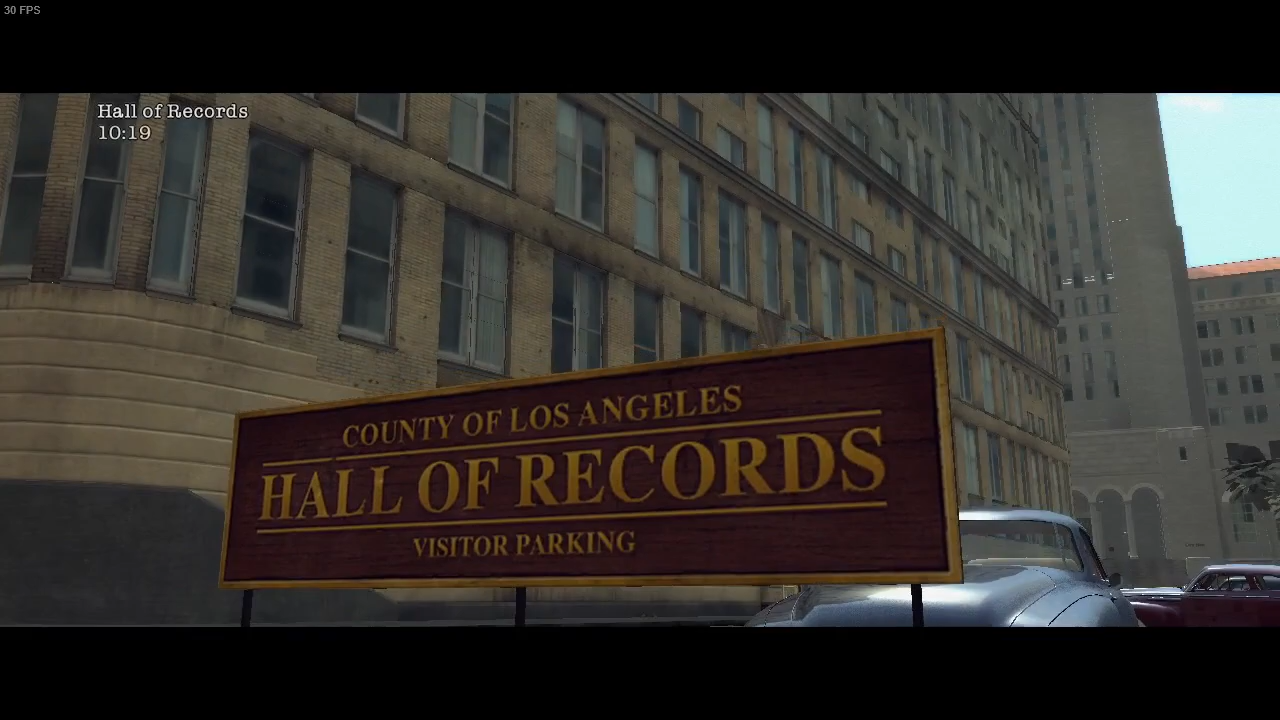 30 FPS
Hall of Records
10:19
COUNTY OF LOS ANGELES
HALL OF RECORDS
VISITOR PARKING